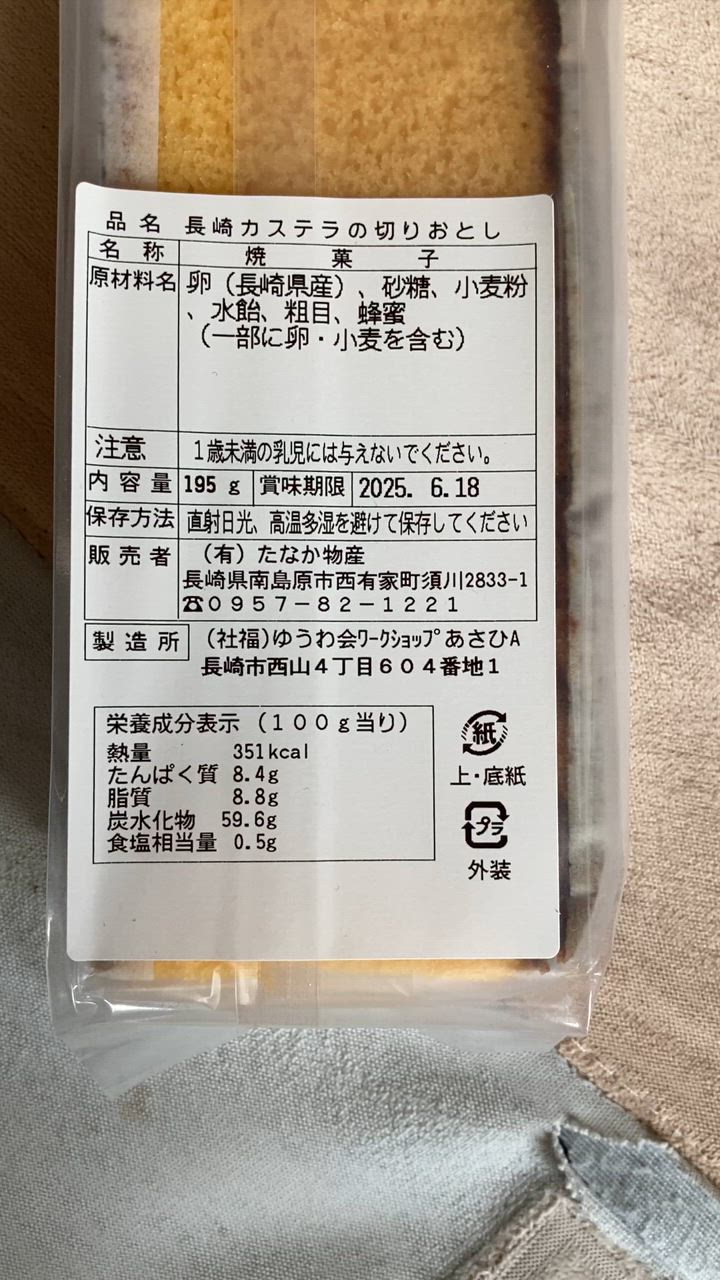 品名 長崎カステラの切りおとし
名称 焼菓子
原材料名 卵（長崎県産）、砂糖、小麦粉
、水飴、粗目、蜂蜜
（一部に卵・小麦を含む）
注意 1歳未満の乳児には与えないでください。
内容量 195g 賞味期限 2025. 6.18
保存方法 直射日光、高温多湿を避けて保存してください
販売者 （有）たなか物産
長崎県南島原市西有家町須川2833-1
☎0957-82-1221
製造所 （社福）ゆうわ会ﾜｰｸｼｮｯﾌﾟあさひA
長崎市西山4丁目604番地1
栄養成分表示（100g当り）
熱量 351kcal
たんぱく質 8.4g
脂質 8.8g
炭水化物 59.6g
食塩相当量 0.5g
紙
上・底紙
プラ
外装